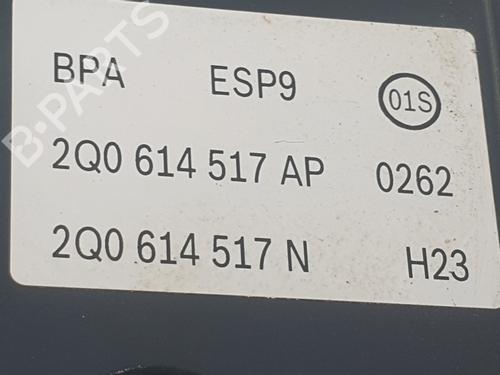 B-PARTS
BPA ESP9 01S
2Q0 614 517 AP 0262
2Q0 614 517 N H23